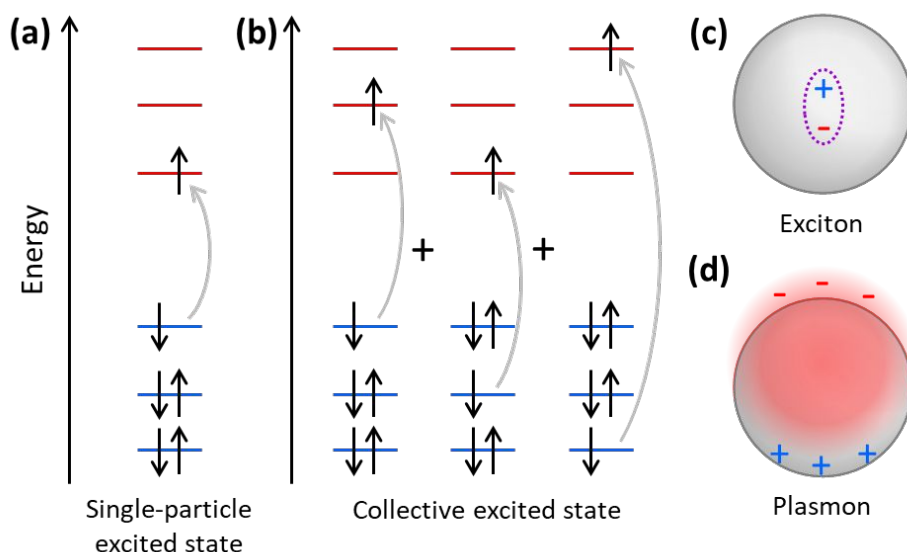 (a)
Energy
Single-particle
excited state
(b)
+
+
Collective excited state
(c)
+
-
Exciton
(d)
- - -
+ + +
Plasmon